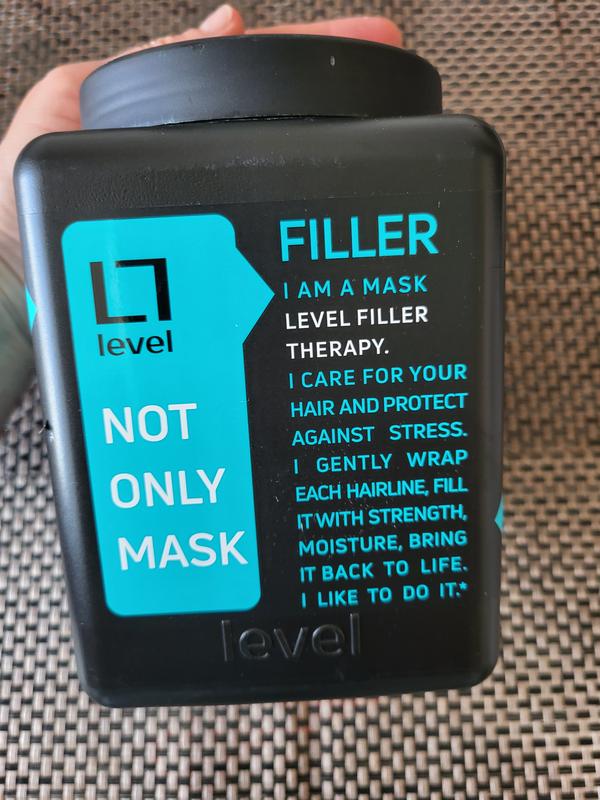 level
NOT
ONLY
MASK
FILLER
I AM A MASK
LEVEL FILLER
THERAPY.
I CARE FOR YOUR
HAIR AND PROTECT
AGAINST STRESS.
I GENTLY WRAP
EACH HAIRLINE, FILL
IT WITH STRENGTH,
MOISTURE, BRING
IT BACK TO LIFE.
I LIKE TO DO IT.*
level